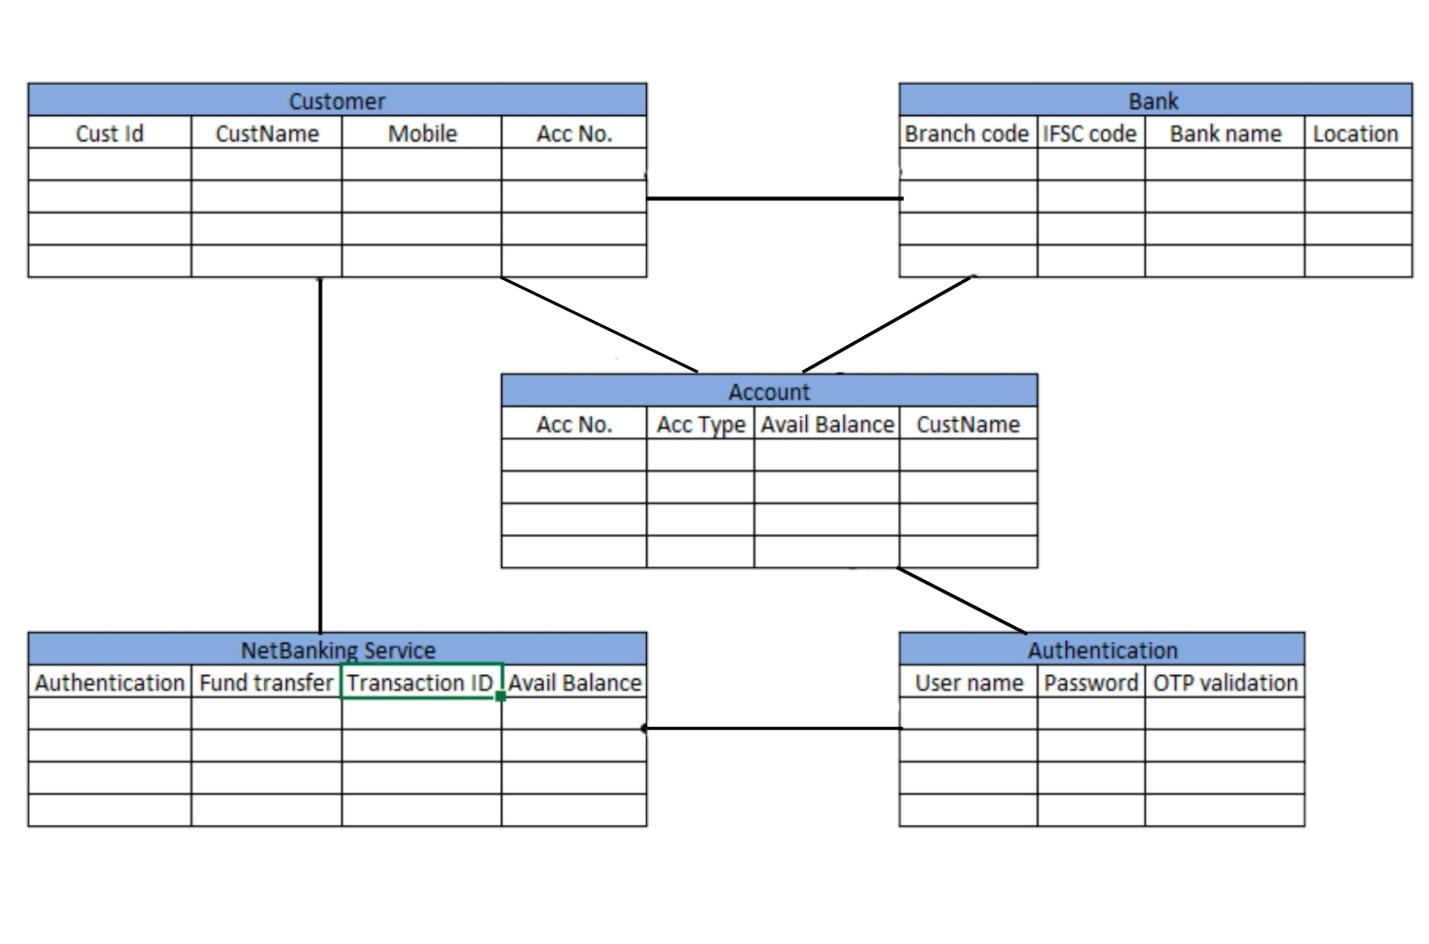 Customer
Cust Id CustName Mobile Acc No.
Bank
Branch code IFSC code Bank name Location
Account
Acc No. Acc Type Avail Balance CustName
NetBanking Service
Authentication Fund transfer Transaction ID Avail Balance
Authentication
User name Password OTP validation